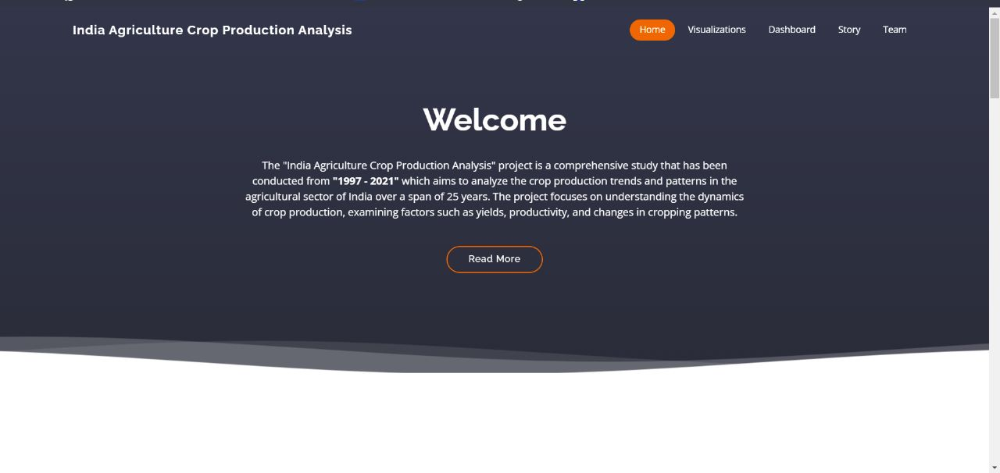 India Agriculture Crop Production Analysis
Home Visualizations Dashboard Story Team
Welcome
The "India Agriculture Crop Production Analysis" project is a comprehensive study that has been
conducted from "1997 - 2021" which aims to analyze the crop production trends and patterns in the
agricultural sector of India over a span of 25 years. The project focuses on understanding the dynamics
of crop production, examining factors such as yields, productivity, and changes in cropping patterns.
Read More